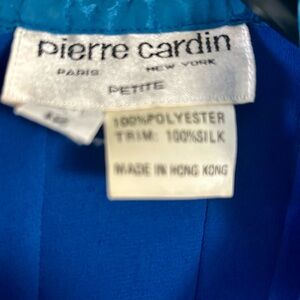 pierre cardin
PARIS NEW YORK
PETITE
100%POLYESTER
TRIM: 100%SILK
MADE IN HONG KONG